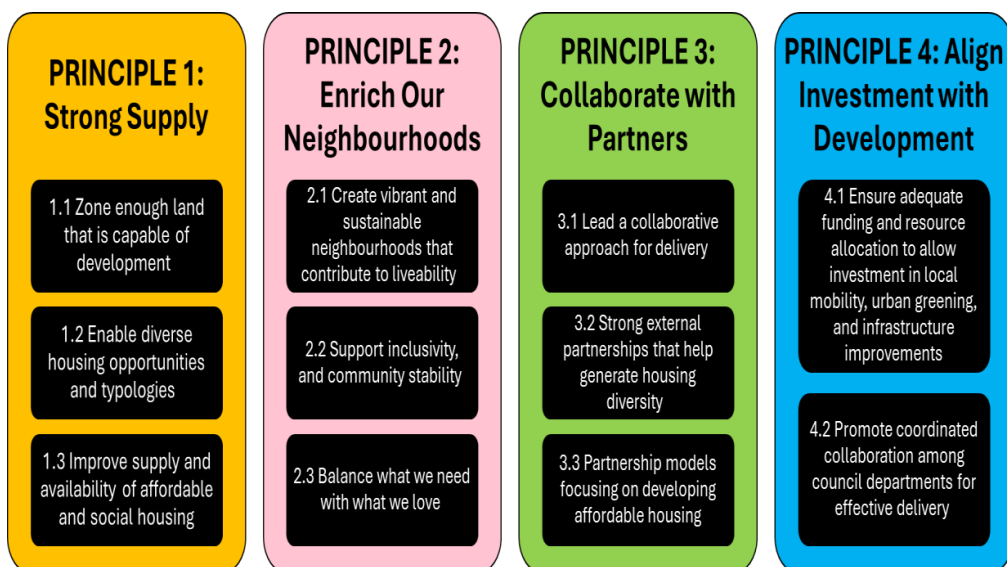 PRINCIPLE 1:
Strong Supply
1.1 Zone enough land
that is capable of
development
1.2 Enable diverse
housing opportunities
and typologies
1.3 Improve supply and
availability of affordable
and social housing
PRINCIPLE 2:
Enrich Our
Neighbourhoods
2.1 Create vibrant and
sustainable
neighbourhoods that
contribute to liveability
2.2 Support inclusivity,
and community stability
2.3 Balance what we need
with what we love
PRINCIPLE 3:
Collaborate with
Partners
3.1 Lead a collaborative
approach for delivery
3.2 Strong external
partnerships that help
generate housing
diversity
3.3 Partnership models
focusing on developing
affordable housing
PRINCIPLE 4: Align
Investment with
Development
4.1 Ensure adequate
funding and resource
allocation to allow
investment in local
mobility, urban greening,
and infrastructure
improvements
4.2 Promote coordinated
collaboration among
council departments for
effective delivery